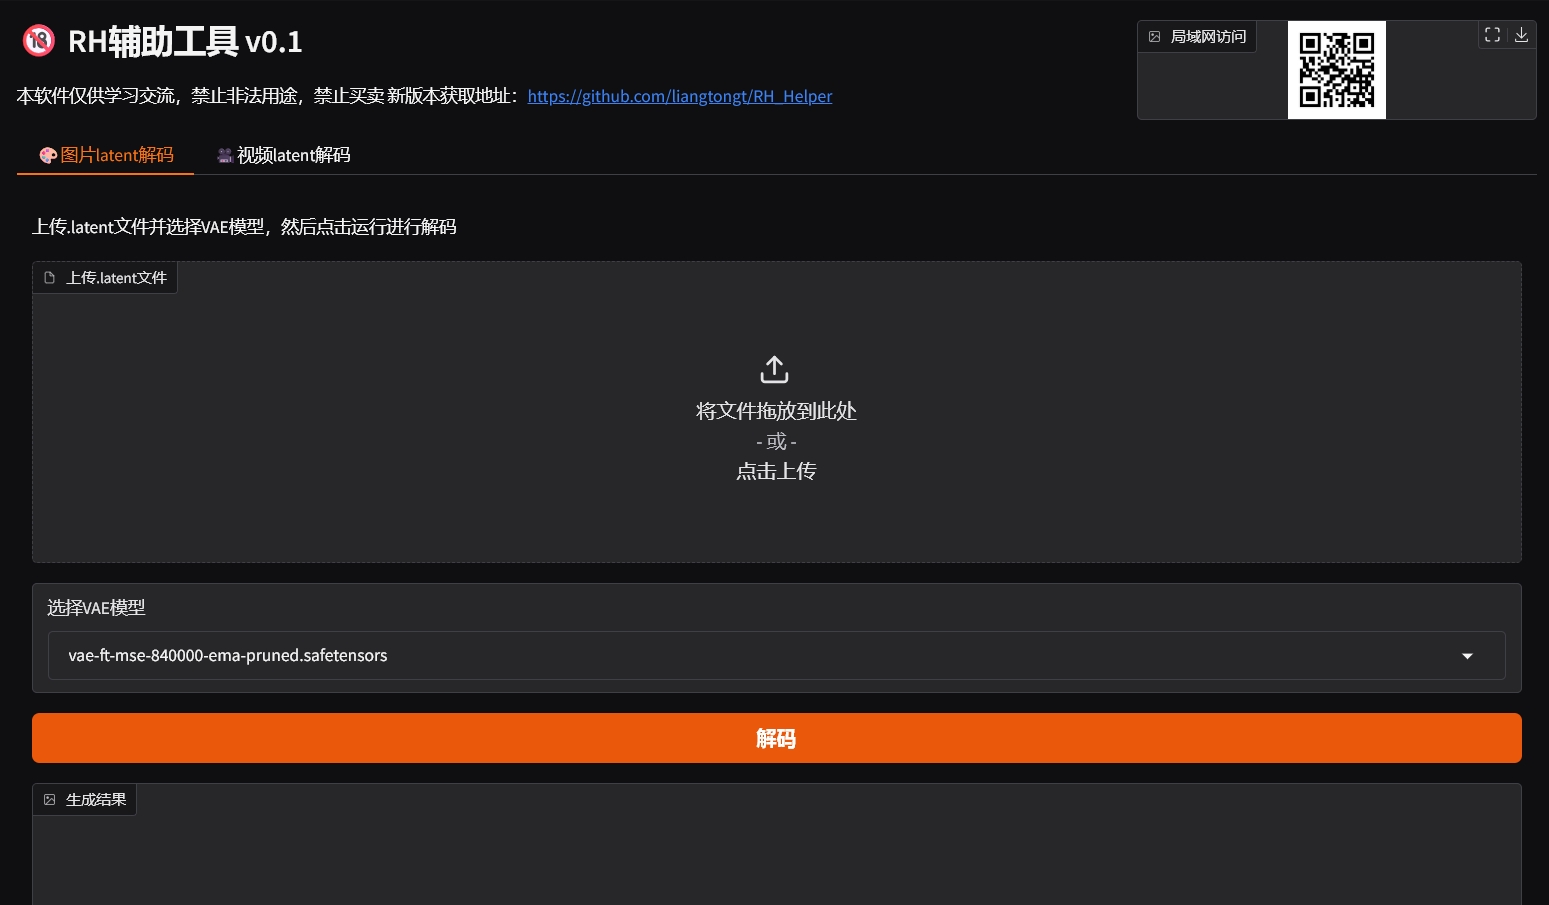 RH辅助工具 v0.1
局域网访问
本软件仅供学习交流，禁止非法用途，禁止买卖 新版本获取地址：https://github.com/liangtongt/RH_Helper
图片latent解码
视频latent解码
上传.latent文件并选择VAE模型，然后点击运行进行解码
上传.latent文件
将文件拖放到此处
- 或 -
点击上传
选择VAE模型
vae-ft-mse-840000-ema-pruned.safetensors
解码
生成结果